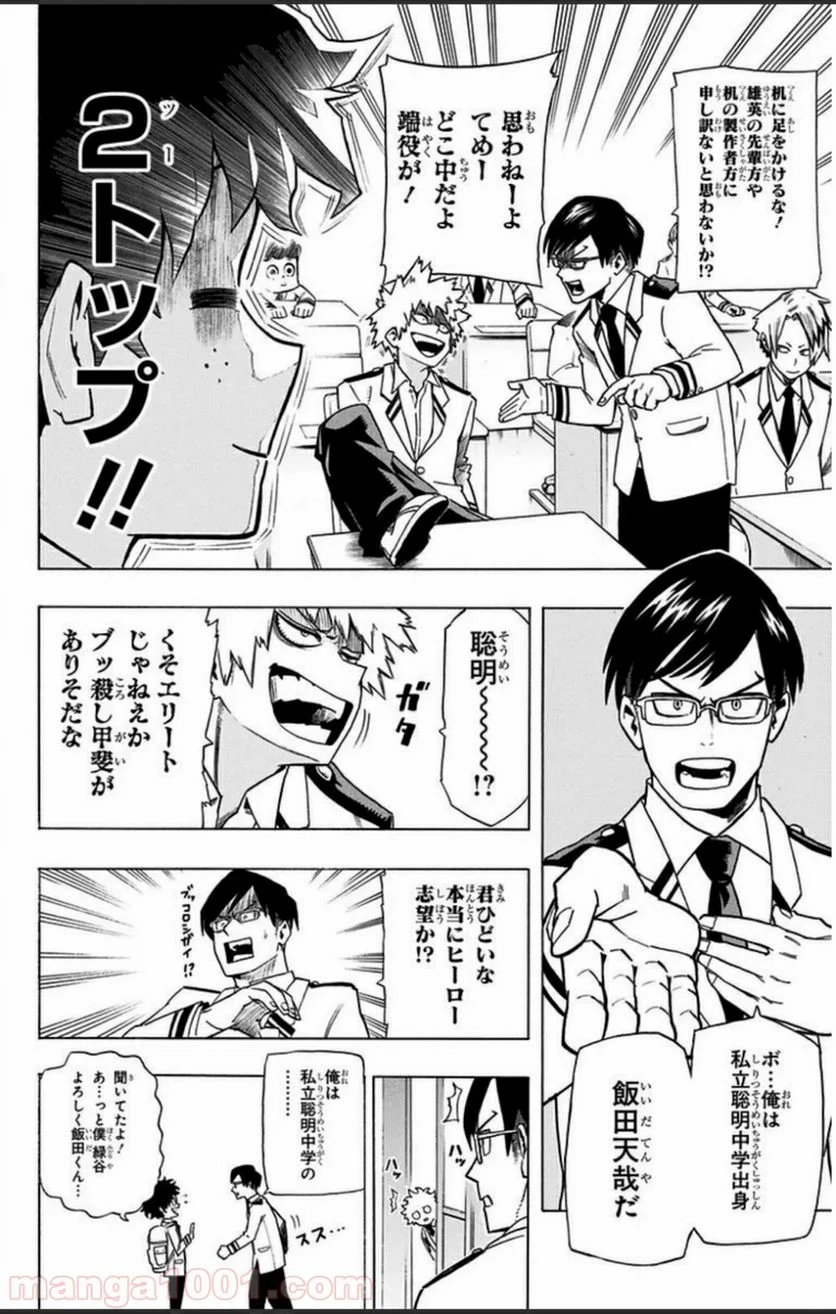 机に足をかけるな！
雄英の先輩方や
机の製作者方に
申し訳ないと思わないか!?
思わねーよ
てめー
どこ中だよ
端役が！
2トップ!!
ボ…俺は
私立聡明中学出身
飯田天哉だ
聡明～～～～!?
ガタ
くそエリート
じゃねえか
ブッ殺し甲斐が
ありそだな
君ひどいな
本当にヒーロー
志望か!?
ブッコロシガイ!?
ハッ
ハッ
俺は
私立聡明中学の
…………
スス…
聞いてたよ！
あ…っと僕 緑谷
よろしく飯田くん…
manga1001.com